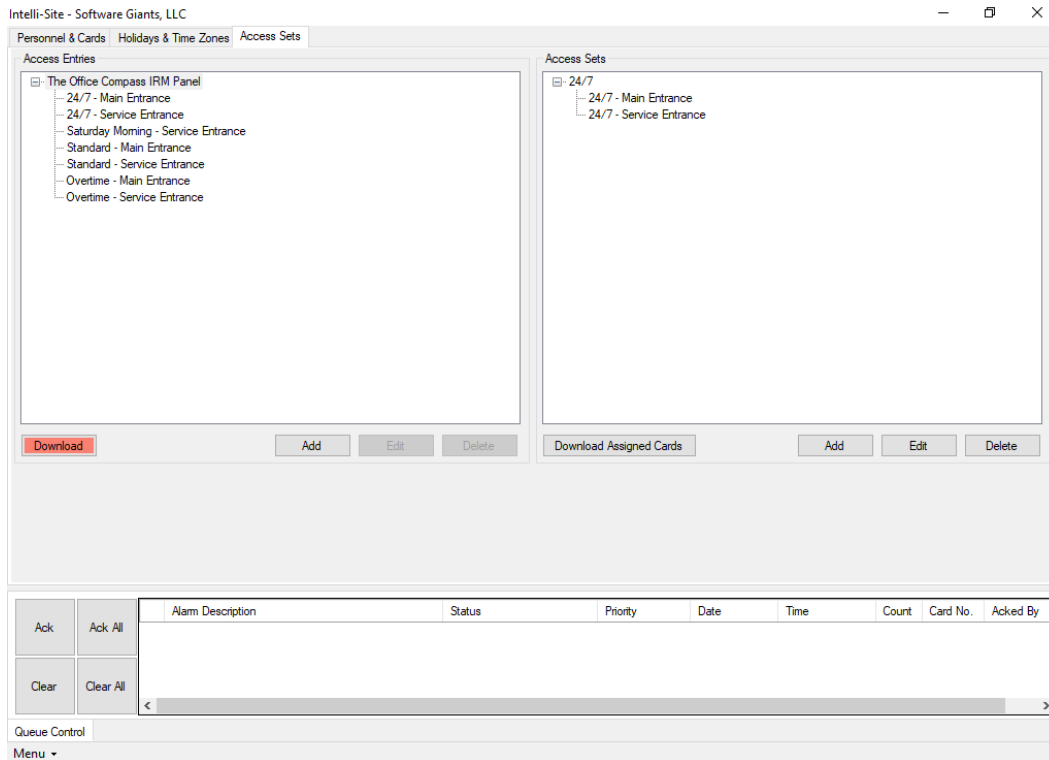 Intelli-Site - Software Giants, LLC
Personnel & Cards Holidays & Time Zones Access Sets
Access Entries
The Office Compass IRM Panel
24/7 - Main Entrance
24/7 - Service Entrance
Saturday Morning - Service Entrance
Standard - Main Entrance
Standard - Service Entrance
Overtime - Main Entrance
Overtime - Service Entrance
Download Add Edit Delete
Access Sets
24/7
24/7 - Main Entrance
24/7 - Service Entrance
Download Assigned Cards Add Edit Delete
Ack Ack All
Clear Clear All
Alarm Description Status Priority Date Time Count Card No. Acked By
Queue Control
Menu